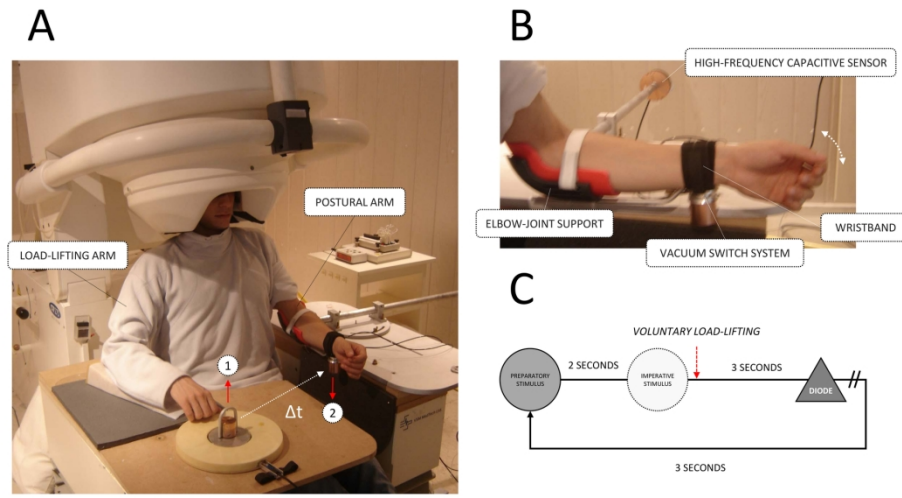 A
POSTURAL ARM
LOAD-LIFTING ARM
1
Δt
2
B
HIGH-FREQUENCY CAPACITIVE SENSOR
ELBOW-JOINT SUPPORT
WRISTBAND
VACUUM SWITCH SYSTEM
C
VOLUNTARY LOAD-LIFTING
PREPARATORY
STIMULUS
2 SECONDS
IMPERATIVE
STIMULUS
3 SECONDS
DIODE
3 SECONDS